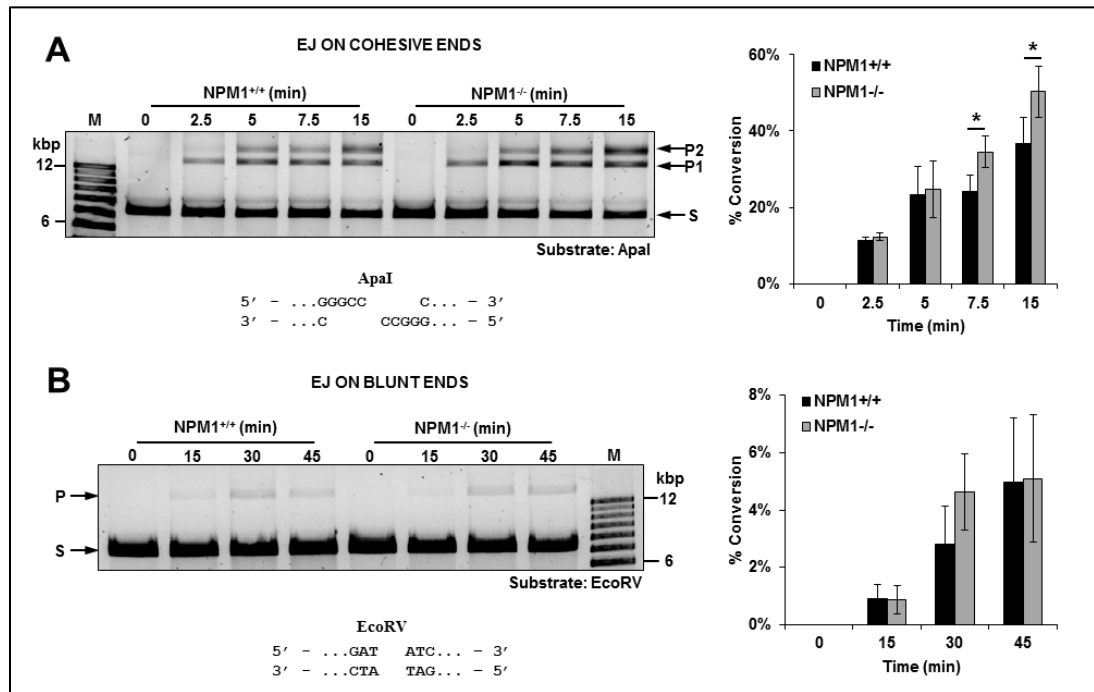 A
EJ ON COHESIVE ENDS
NPM1+/+ (min) NPM1-/- (min)
M 0 2.5 5 7.5 15 0 2.5 5 7.5 15
kbp
12
6
P2
P1
S
Substrate: ApaI
ApaI
5′ - ...GGGCC C... - 3′
3′ - ...C CCGGG... - 5′
60%
40%
20%
0%
% Conversion
NPM1+/+
NPM1-/-
*
*
0 2.5 5 7.5 15
Time (min)
B
EJ ON BLUNT ENDS
NPM1+/+ (min) NPM1-/- (min)
0 15 30 45 0 15 30 45 M
kbp
P
S
12
6
Substrate: EcoRV
EcoRV
5′ - ...GAT ATC... - 3′
3′ - ...CTA TAG... - 5′
8%
6%
4%
2%
0%
% Conversion
NPM1+/+
NPM1-/-
0 15 30 45
Time (min)